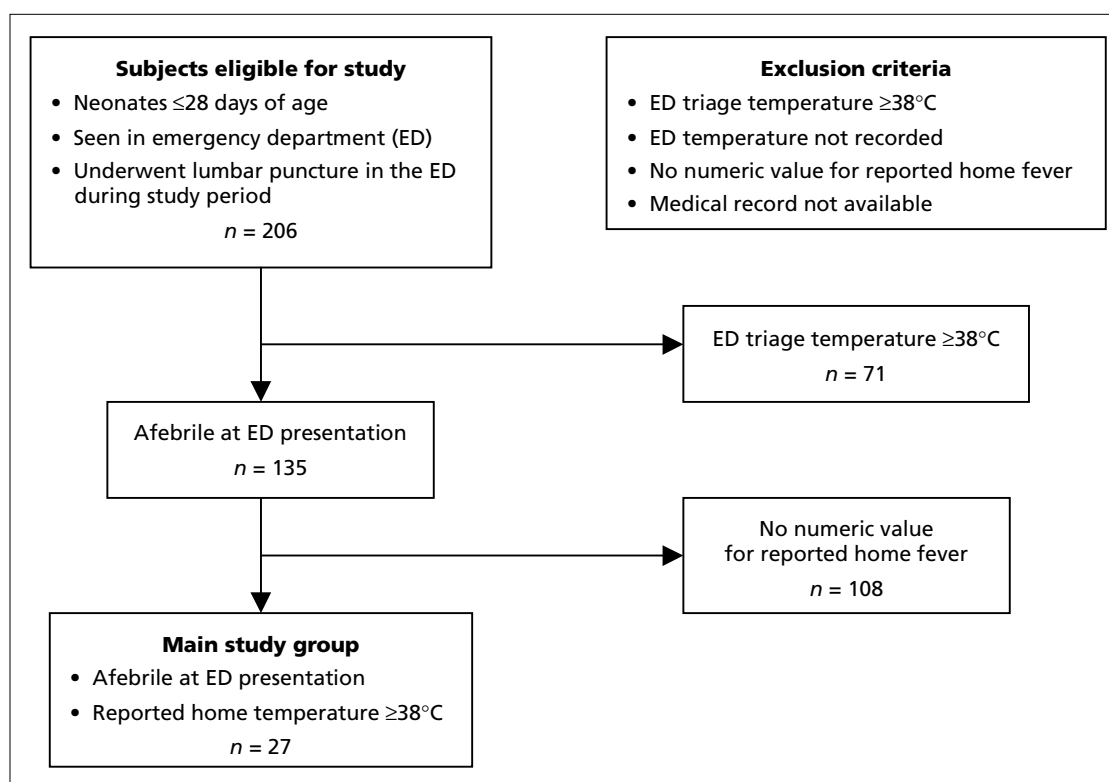 Subjects eligible for study
• Neonates ≤28 days of age
• Seen in emergency department (ED)
• Underwent lumbar puncture in the ED
during study period
n = 206
Exclusion criteria
• ED triage temperature ≥38°C
• ED temperature not recorded
• No numeric value for reported home fever
• Medical record not available
ED triage temperature ≥38°C
n = 71
Afebrile at ED presentation
n = 135
No numeric value
for reported home fever
n = 108
Main study group
• Afebrile at ED presentation
• Reported home temperature ≥38°C
n = 27